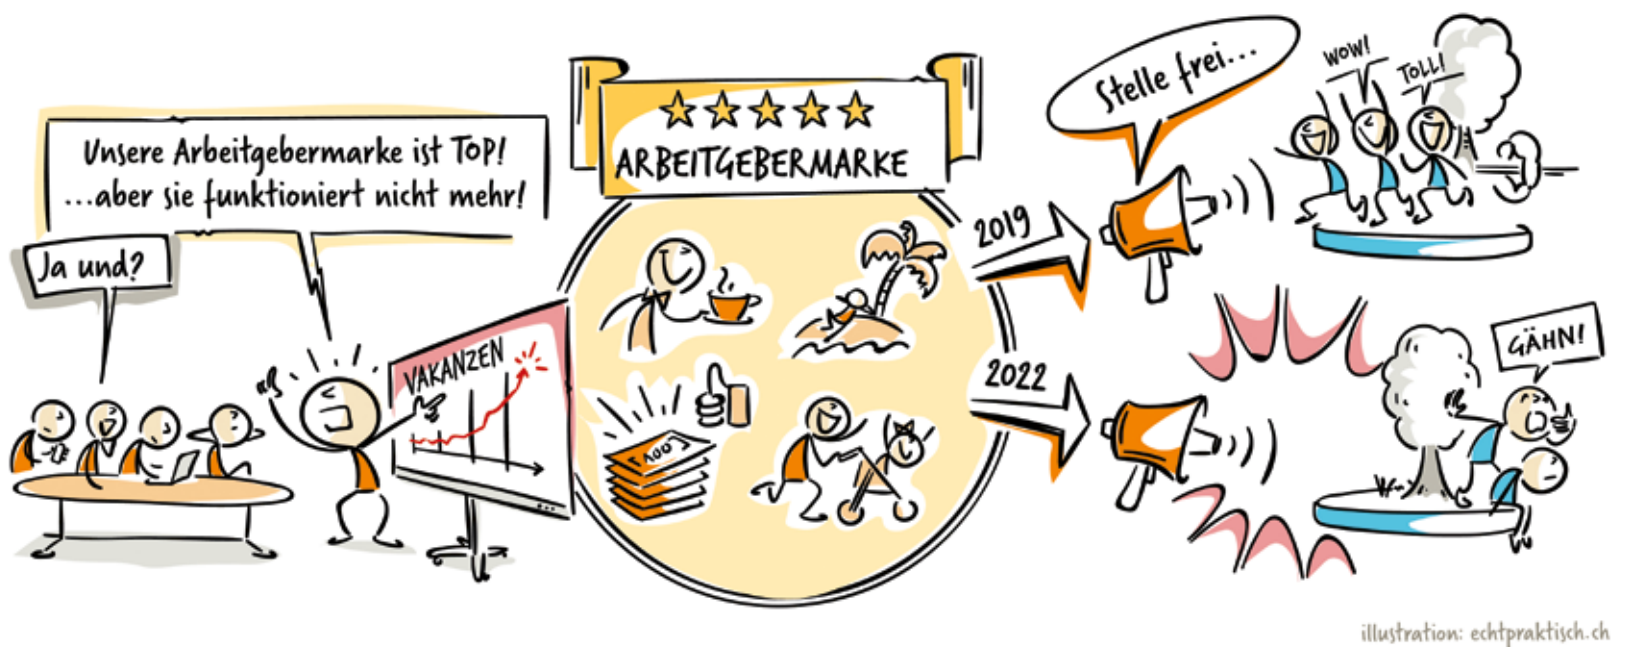 Unsere Arbeitgebermarke ist TOP!
...aber sie funktioniert nicht mehr!
Ja und?
VAKANZEN
ARBEITGEBERMARKE
100
2019
Stelle frei...
WOW!
TOLL!
2022
GÄHN!
illustration: echtpraktisch.ch